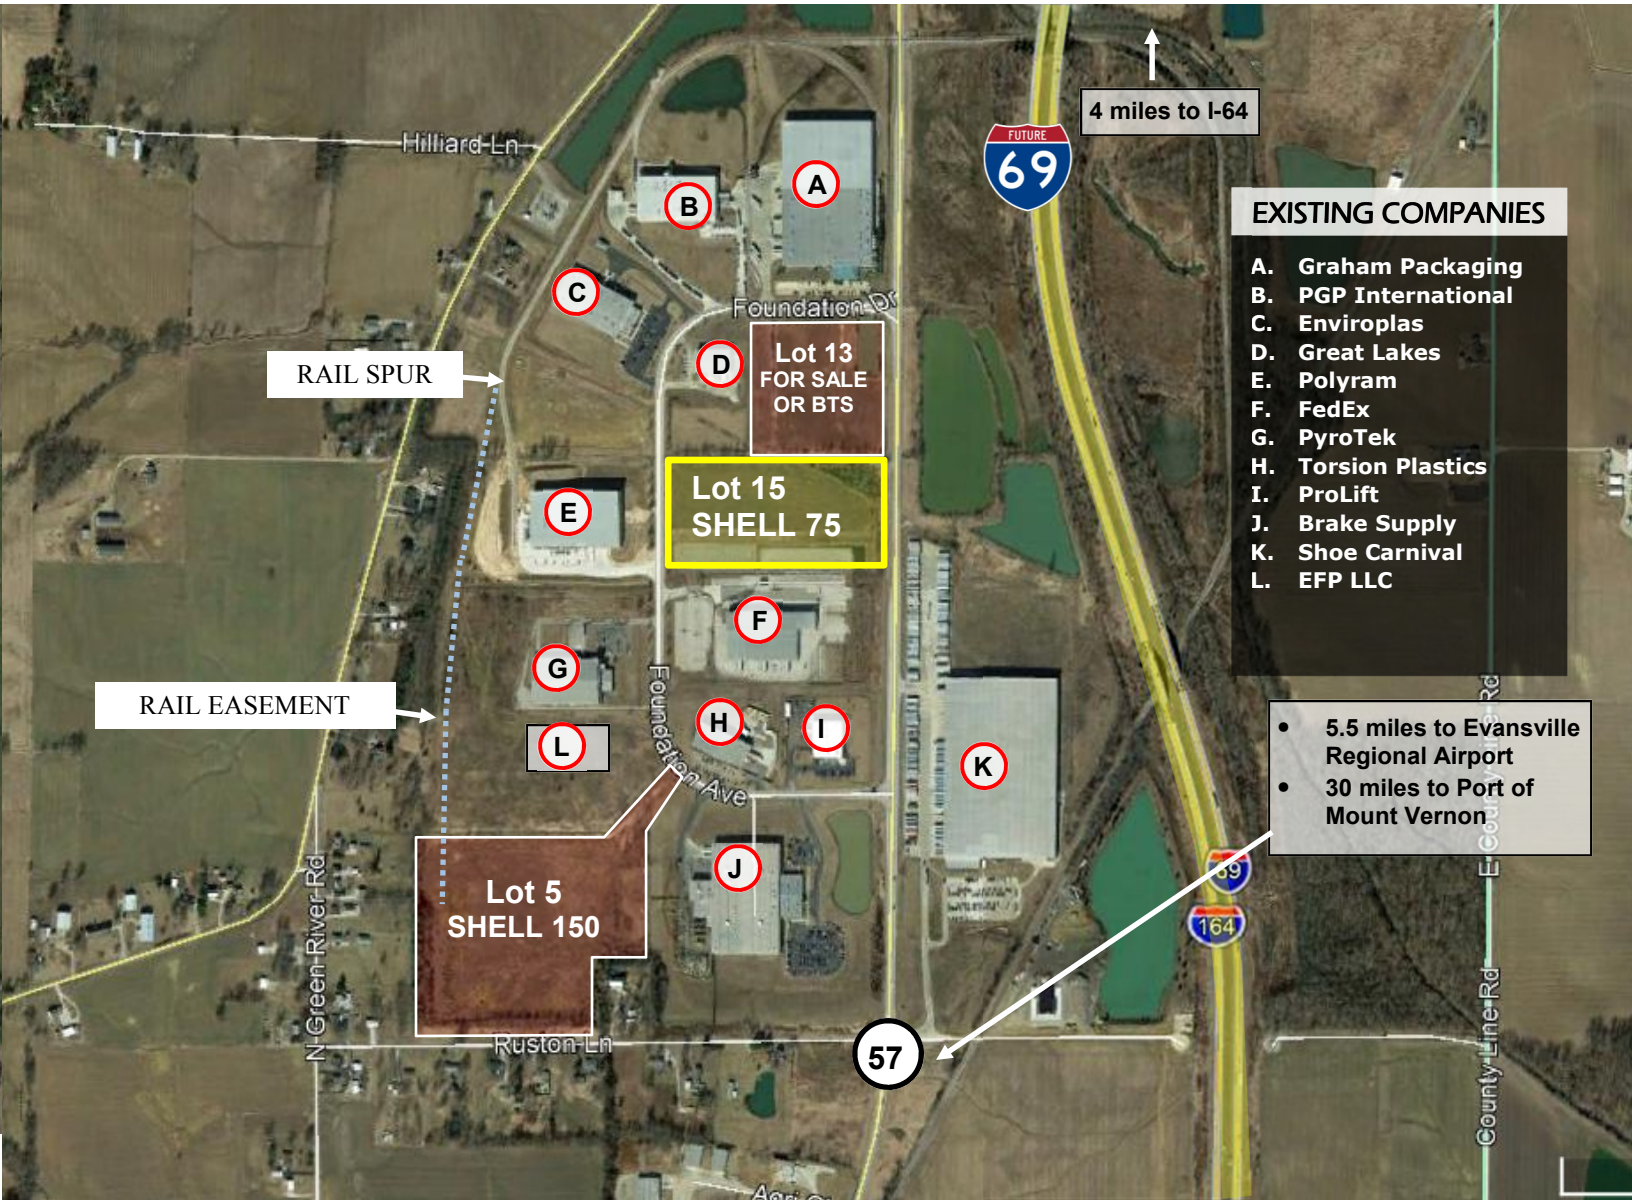 4 miles to I-64
FUTURE
69
Hilliard Ln
A
B
C
Foundation Dr
EXISTING COMPANIES
A. Graham Packaging
B. PGP International
C. Enviroplas
D. Great Lakes
E. Polyram
F. FedEx
G. PyroTek
H. Torsion Plastics
I. ProLift
J. Brake Supply
K. Shoe Carnival
L. EFP LLC
RAIL SPUR
D
Lot 13
FOR SALE
OR BTS
Lot 15
SHELL 75
E
F
G
RAIL EASEMENT
H
I
L
K
Foundation Ave
• 5.5 miles to Evansville
Regional Airport
• 30 miles to Port of
Mount Vernon
J
Lot 5
SHELL 150
69
164
N Green River Rd
Ruston Ln
57
County Line Rd